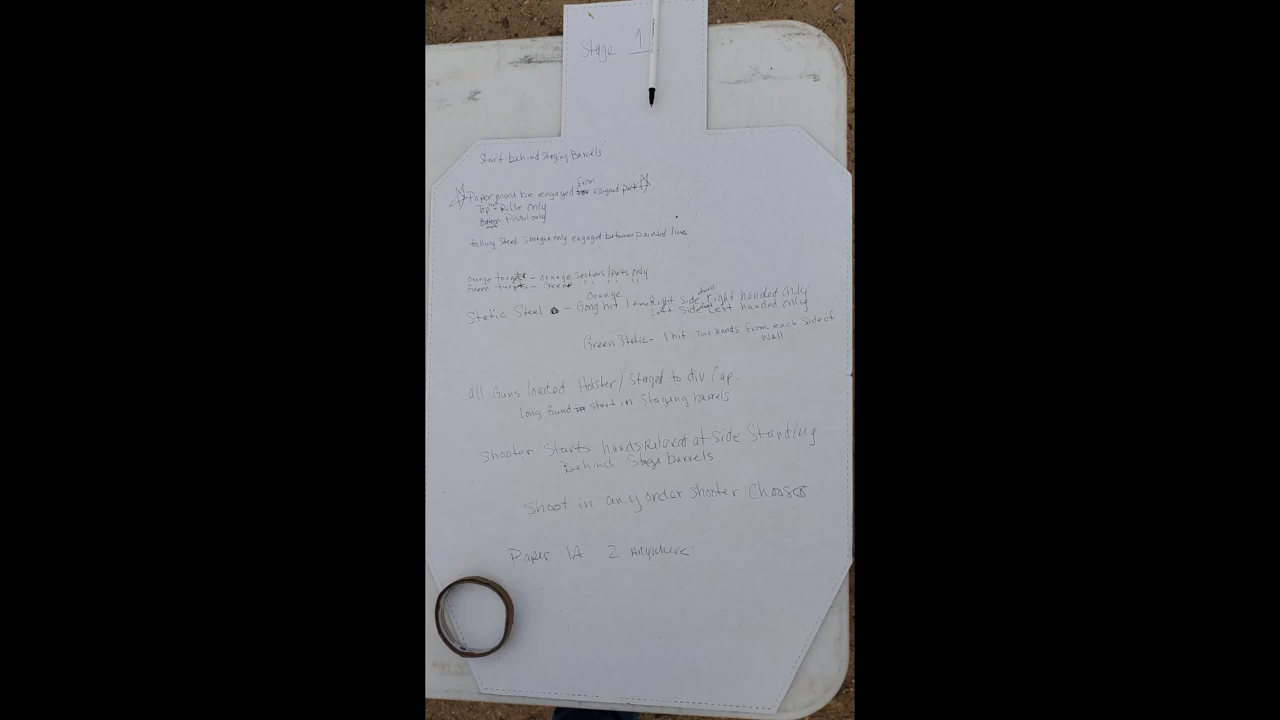 Stage 1
Start behind Staging Barrels
Paper must be engaged from assigned port
Top Rifle only
Pistol only
falling Steel Shotgun only engaged between painted lines
Orange targets - Orange sections/ports only
Green targets - Green " " " "
Static Steel - Orange Gong hit 1 time Right side wall right handed only
Left Side Left handed only
Green Static - 1 hit Two hands from each side of
Wall
All Guns loaded Holster/Staged to div Cap.
Long start in Staging barrels
Shooter Starts hands Relaxed at side Standing
Behind Stage barrels
Shoot in any order Shooter Chooses
Paper 1A 2 Anywhere